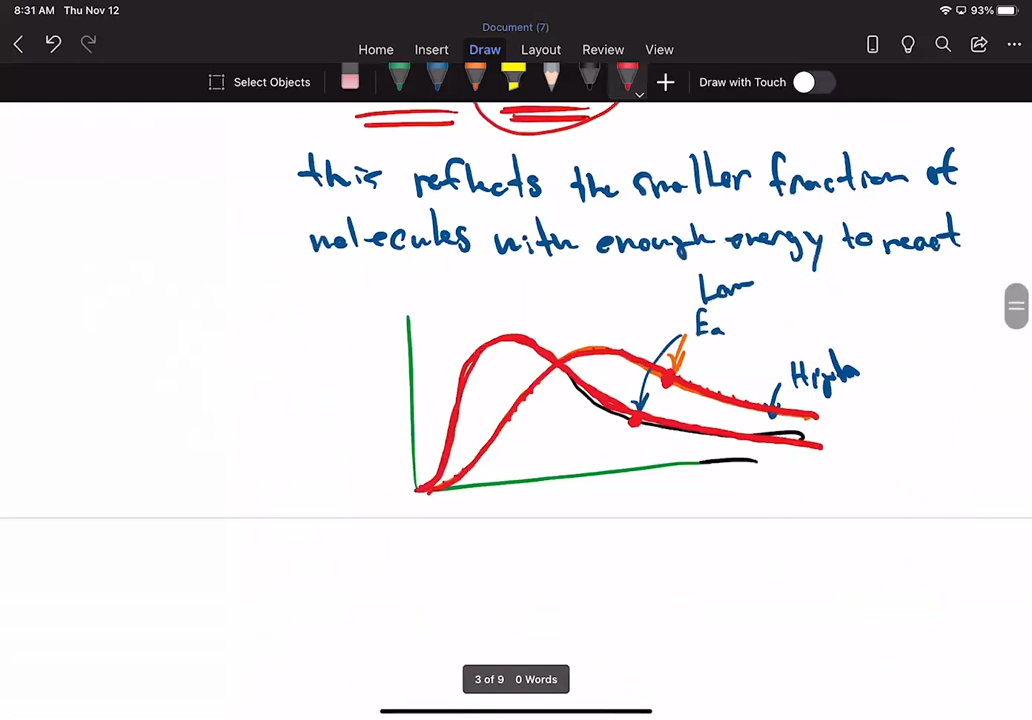 8:31 AM Thu Nov 12
93%
Document (7)
Home Insert Draw Layout Review View
Select Objects
Draw with Touch
this reflects the smaller fraction of
molecules with enough energy to react
Low
Ea
3 of 9 0 Words